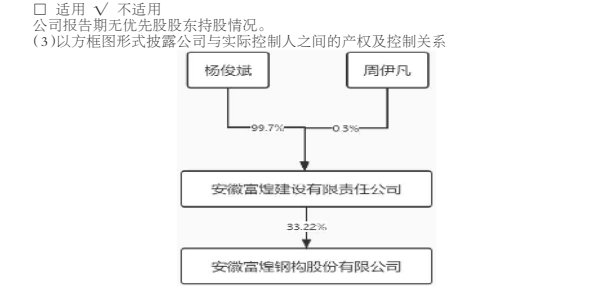 □ 适用 √ 不适用
公司报告期无优先股股东持股情况。
(3)以方框图形式披露公司与实际控制人之间的产权及控制关系
杨俊斌
周伊凡
99.7%
0.3%
安徽富煌建设有限责任公司
33.22%
安徽富煌钢构股份有限公司